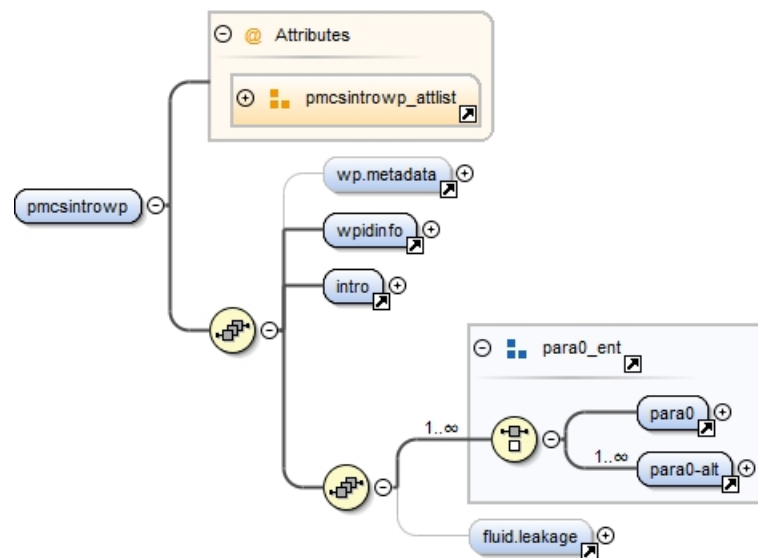 @ Attributes
pmcsintrowp_attlist
wp.metadata
pmcsintrowp
wpidinfo
intro
para0_ent
1..∞
para0
1..∞
para0-alt
fluid.leakage